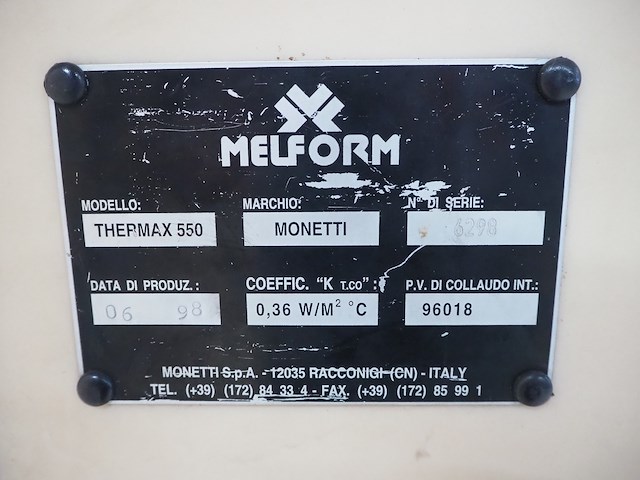 MELFORM
MODELLO: MARCHIO: N° DI SERIE:
THERMAX 550 MONETTI 6298
DATA DI PRODUZ.: COEFFIC. "K T.CO": P.V. DI COLLAUDO INT.:
06 98 0,36 W/M² °C 96018
MONETTI S.p.A. - 12035 RACCONIGI (CN) - ITALY
TEL. (+39) (172) 84 33 4 - FAX. (+39) (172) 85 99 1